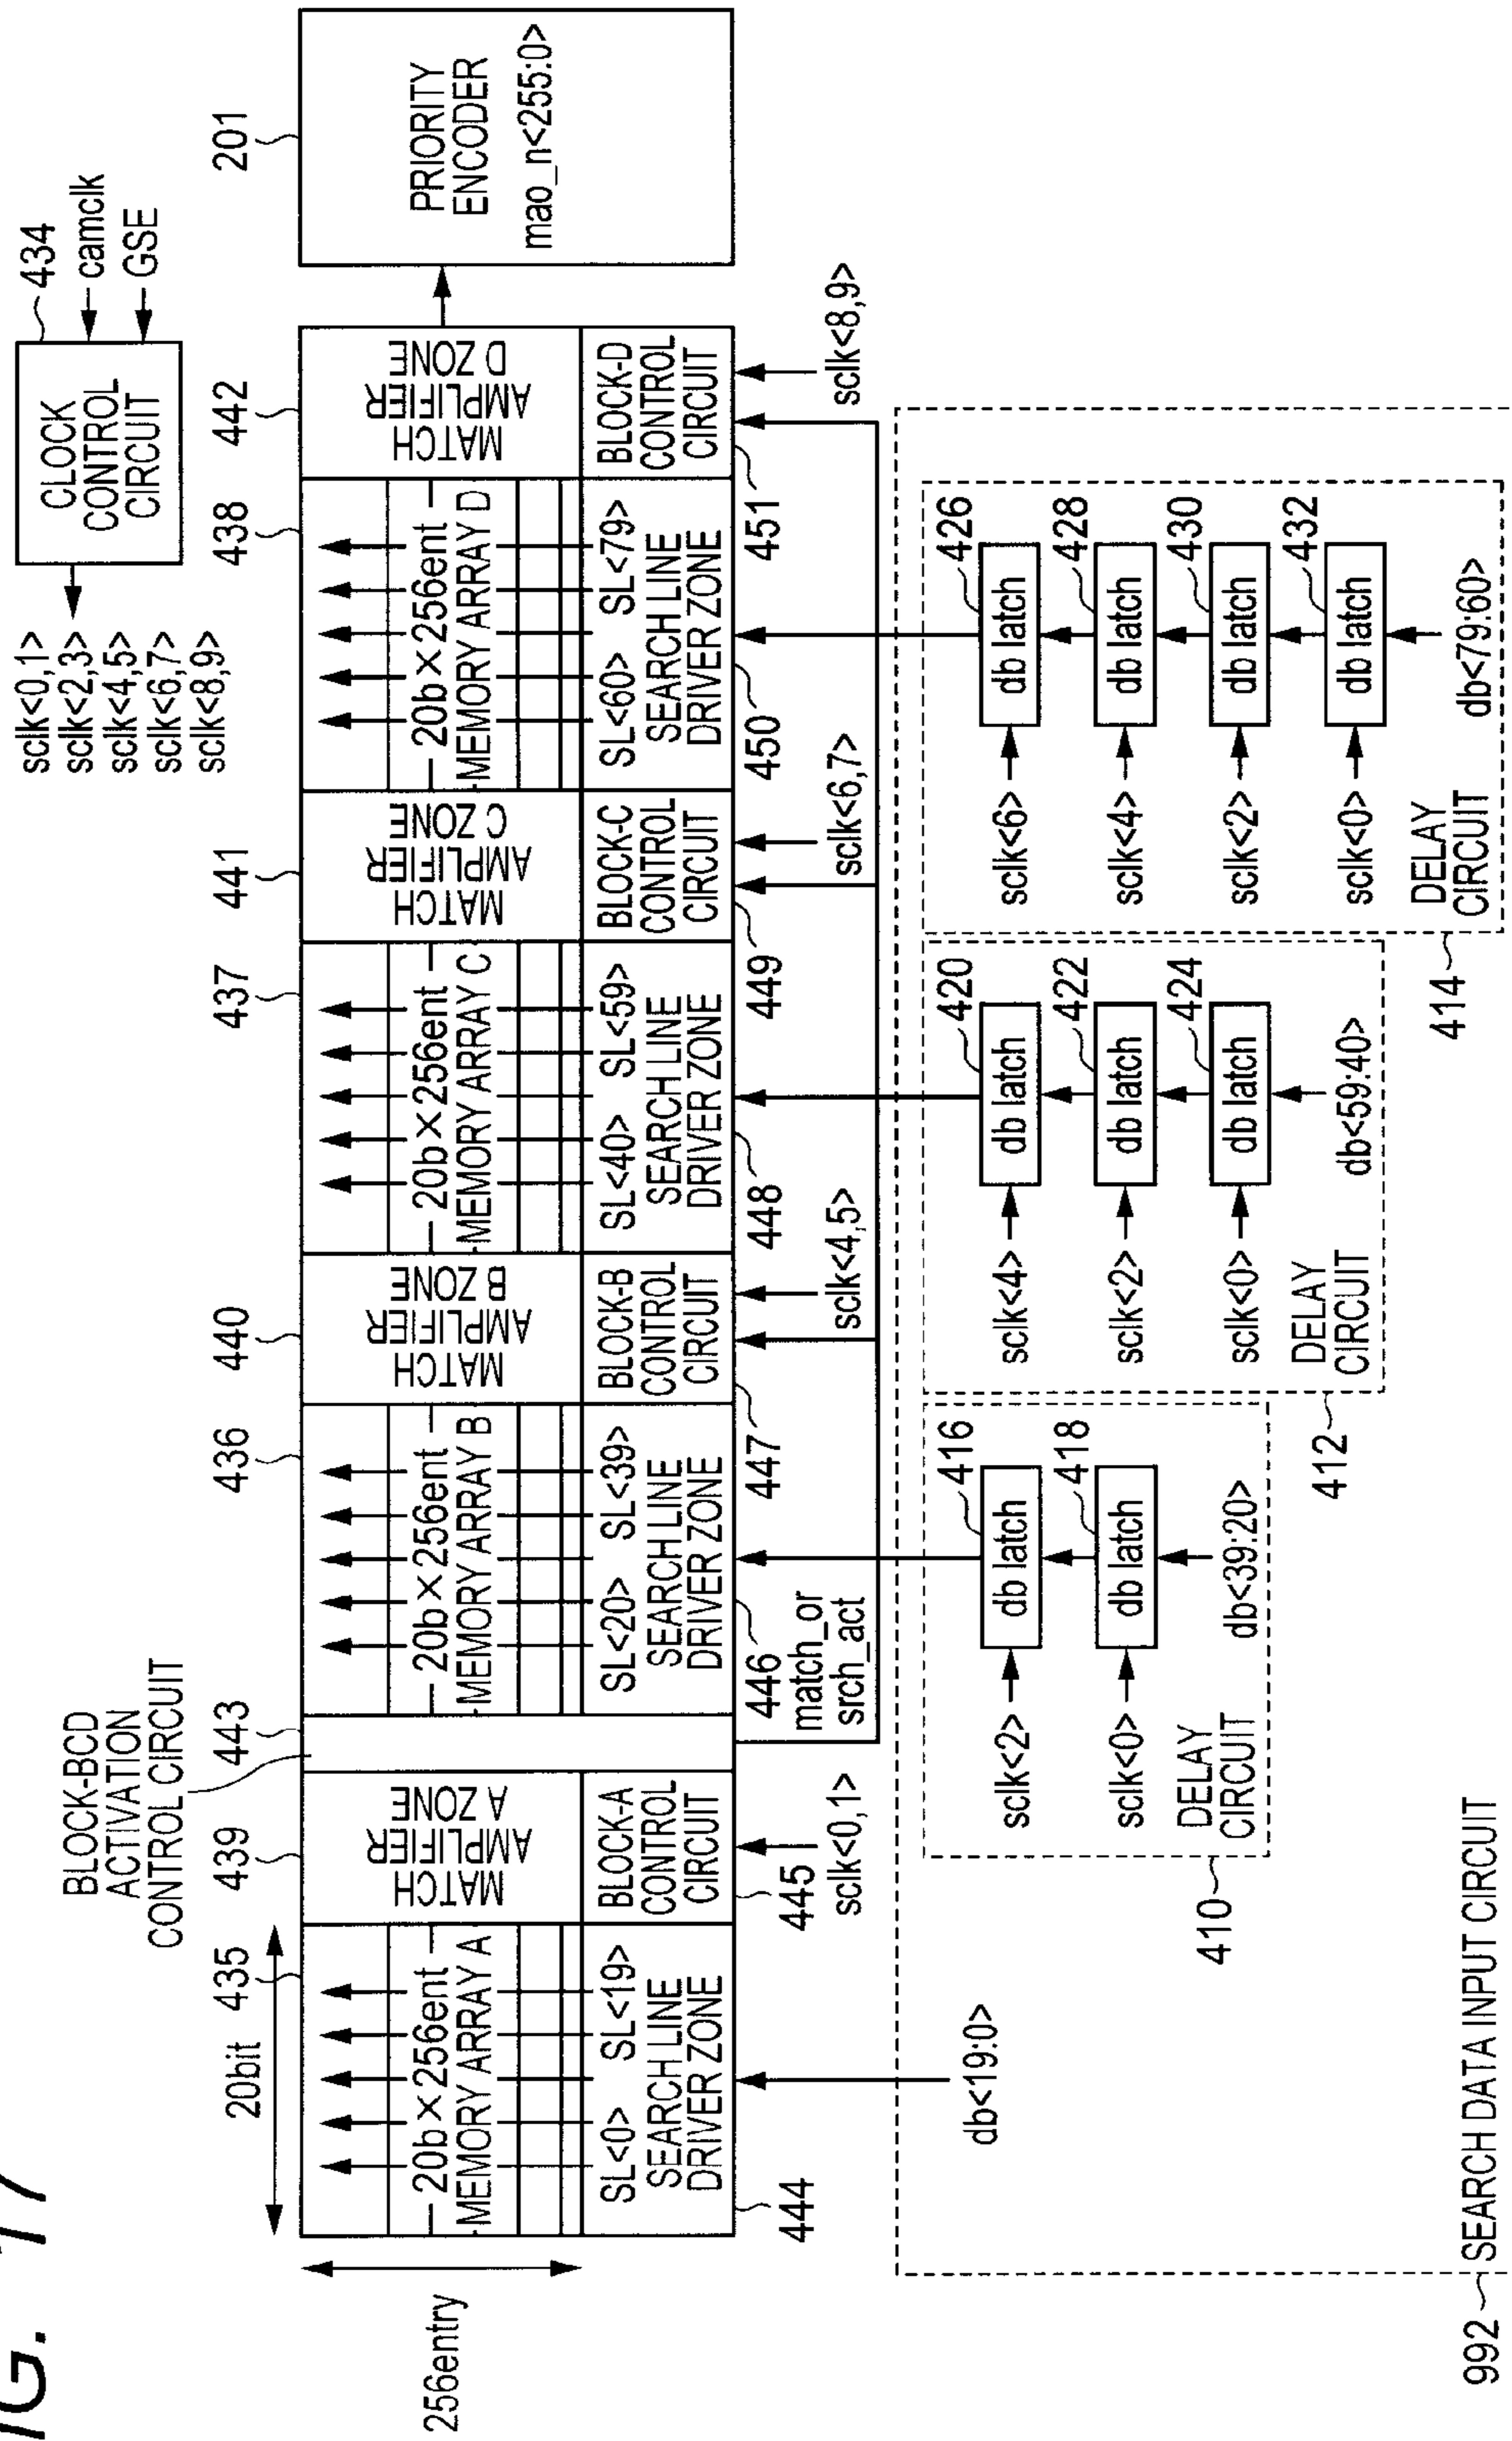 FIG. 17
434
CLOCK
CONTROL
CIRCUIT
camclk
GSE
sclk<0,1>
sclk<2,3>
sclk<4,5>
sclk<6,7>
sclk<8,9>
BLOCK-BCD
ACTIVATION
CONTROL CIRCUIT
20bit
256entry
435
439
443
436
440
437
441
438
442
201
20b×256ent
MEMORY ARRAY A
MATCH
AMPLIFIER
A ZONE
20b×256ent
MEMORY ARRAY B
MATCH
AMPLIFIER
B ZONE
20b×256ent
MEMORY ARRAY C
MATCH
AMPLIFIER
C ZONE
20b×256ent
MEMORY ARRAY D
MATCH
AMPLIFIER
D ZONE
PRIORITY
ENCODER
mao_n<255:0>
SL<0> SL<19>
SEARCH LINE
DRIVER ZONE
BLOCK-A
CONTROL
CIRCUIT
SL<20> SL<39>
SEARCH LINE
DRIVER ZONE
BLOCK-B
CONTROL
CIRCUIT
SL<40> SL<59>
SEARCH LINE
DRIVER ZONE
BLOCK-C
CONTROL
CIRCUIT
SL<60> SL<79>
SEARCH LINE
DRIVER ZONE
BLOCK-D
CONTROL
CIRCUIT
444
445
446
447
448
449
450
451
sclk<0,1>
match_or
srch_act
sclk<4,5>
sclk<6,7>
sclk<8,9>
db<19:0>
416
sclk<2>
db latch
418
sclk<0>
db latch
db<39:20>
DELAY
CIRCUIT
410
420
sclk<4>
db latch
422
sclk<2>
db latch
424
sclk<0>
db latch
db<59:40>
DELAY
CIRCUIT
412
426
sclk<6>
db latch
428
sclk<4>
db latch
430
sclk<2>
db latch
432
sclk<0>
db latch
db<79:60>
DELAY
CIRCUIT
414
992
SEARCH DATA INPUT CIRCUIT